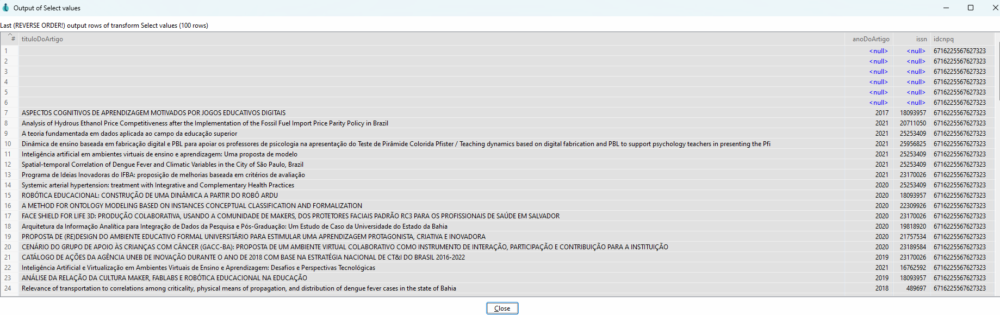 Output of Select values
Last (REVERSE ORDER!) output rows of transform Select values (100 rows)
# tituloDoArtigo anoDoArtigo issn idcnpq
1 <null> <null> 6716225567627323
2 <null> <null> 6716225567627323
3 <null> <null> 6716225567627323
4 <null> <null> 6716225567627323
5 <null> <null> 6716225567627323
6 <null> <null> 6716225567627323
7 ASPECTOS COGNITIVOS DE APRENDIZAGEM MOTIVADOS POR JOGOS EDUCATIVOS DIGITAIS 2017 18093957 6716225567627323
8 Analysis of Hydrous Ethanol Price Competitiveness after the Implementation of the Fossil Fuel Import Price Parity Policy in Brazil 2021 20711050 6716225567627323
9 A teoria fundamentada em dados aplicada ao campo da educação superior 2021 25253409 6716225567627323
10 Dinâmica de ensino baseada em fabricação digital e PBL para apoiar os professores de psicologia na apresentação do Teste de Pirâmide Colorida Pfister / Teaching dynamics based on digital fabrication and PBL to support psychology teachers in presenting the Pfi 2021 25956825 6716225567627323
11 Inteligência artificial em ambientes virtuais de ensino e aprendizagem: Uma proposta de modelo 2021 25253409 6716225567627323
12 Spatial-temporal Correlation of Dengue Fever and Climatic Variables in the City of São Paulo, Brazil 2021 25253409 6716225567627323
13 Programa de Ideias Inovadoras do IFBA: proposição de melhorias baseada em critérios de avaliação 2021 23170026 6716225567627323
14 Systemic arterial hypertension: treatment with Integrative and Complementary Health Practices 2020 25253409 6716225567627323
15 ROBÓTICA EDUCACIONAL: CONSTRUÇÃO DE UMA DINÂMICA A PARTIR DO ROBÔ ARDU 2020 18093957 6716225567627323
16 A METHOD FOR ONTOLOGY MODELING BASED ON INSTANCES CONCEPTUAL CLASSIFICATION AND FORMALIZATION 2020 22309926 6716225567627323
17 FACE SHIELD FOR LIFE 3D: PRODUÇÃO COLABORATIVA, USANDO A COMUNIDADE DE MAKERS, DOS PROTETORES FACIAIS PADRÃO RC3 PARA OS PROFISSIONAIS DE SAÚDE EM SALVADOR 2020 23170026 6716225567627323
18 Arquitetura da Informação Analítica para Integração de Dados da Pesquisa e Pós-Graduação: Um Estudo de Caso da Universidade do Estado da Bahia 2020 19818920 6716225567627323
19 PROPOSTA DE (RE)DESIGN DO AMBIENTE EDUCATIVO FORMAL UNIVERSITÁRIO PARA ESTIMULAR UMA APRENDIZAGEM PROTAGONISTA, CRIATIVA E INOVADORA 2020 21757534 6716225567627323
20 CENÁRIO DO GRUPO DE APOIO ÀS CRIANÇAS COM CÂNCER (GACC-BA): PROPOSTA DE UM AMBIENTE VIRTUAL COLABORATIVO COMO INSTRUMENTO DE INTERAÇÃO, PARTICIPAÇÃO E CONTRIBUIÇÃO PARA A INSTITUIÇÃO 2020 23189584 6716225567627323
21 CATÁLOGO DE AÇÕES DA AGÊNCIA UNEB DE INOVAÇÃO DURANTE O ANO DE 2018 COM BASE NA ESTRATÉGIA NACIONAL DE CT&I DO BRASIL 2016-2022 2019 23170026 6716225567627323
22 Inteligência Artificial e Virtualização em Ambientes Virtuais de Ensino e Aprendizagem: Desafios e Perspectivas Tecnológicas 2021 16762592 6716225567627323
23 ANÁLISE DA RELAÇÃO DA CULTURA MAKER, FABLABS E ROBÓTICA EDUCACIONAL NA EDUCAÇÃO 2019 18093957 6716225567627323
24 Relevance of transportation to correlations among criticality, physical means of propagation, and distribution of dengue fever cases in the state of Bahia 2018 489697 6716225567627323
Close